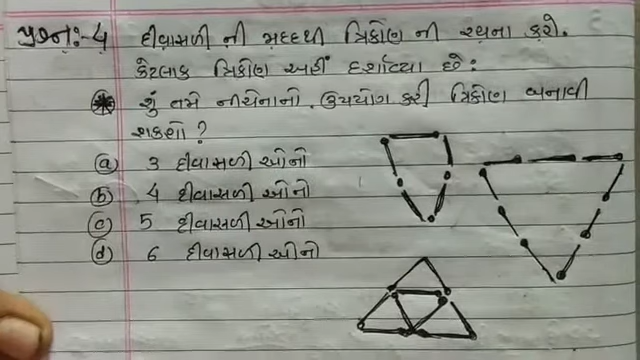 પ્રશ્નઃ-4 દીવાસળી ની મદદથી ત્રિકોણ ની રચના કરો.
કેટલાક ત્રિકોણ અહીં દર્શાવ્યા છે:
* શું તમે નીચેનાનો ઉપયોગ કરી ત્રિકોણ બનાવી
શકશો?
(a) 3 દીવાસળી ઓનો
(b) 4 દીવાસળી ઓનો
(c) 5 દીવાસળી ઓનો
(d) 6 દીવાસળી ઓનો